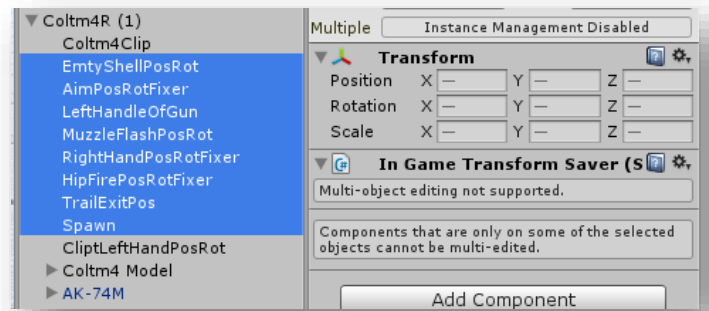 Coltm4R (1)
Coltm4Clip
EmtyShellPosRot
AimPosRotFixer
LeftHandleOfGun
MuzzleFlashPosRot
RightHandPosRotFixer
HipFirePosRotFixer
TrailExitPos
Spawn
CliptLeftHandPosRot
Coltm4 Model
AK-74M
Multiple Instance Management Disabled
Transform
Position X — Y — Z —
Rotation X — Y — Z —
Scale X — Y — Z —
C# In Game Transform Saver (S
Multi-object editing not supported.
Components that are only on some of the selected
objects cannot be multi-edited.
Add Component